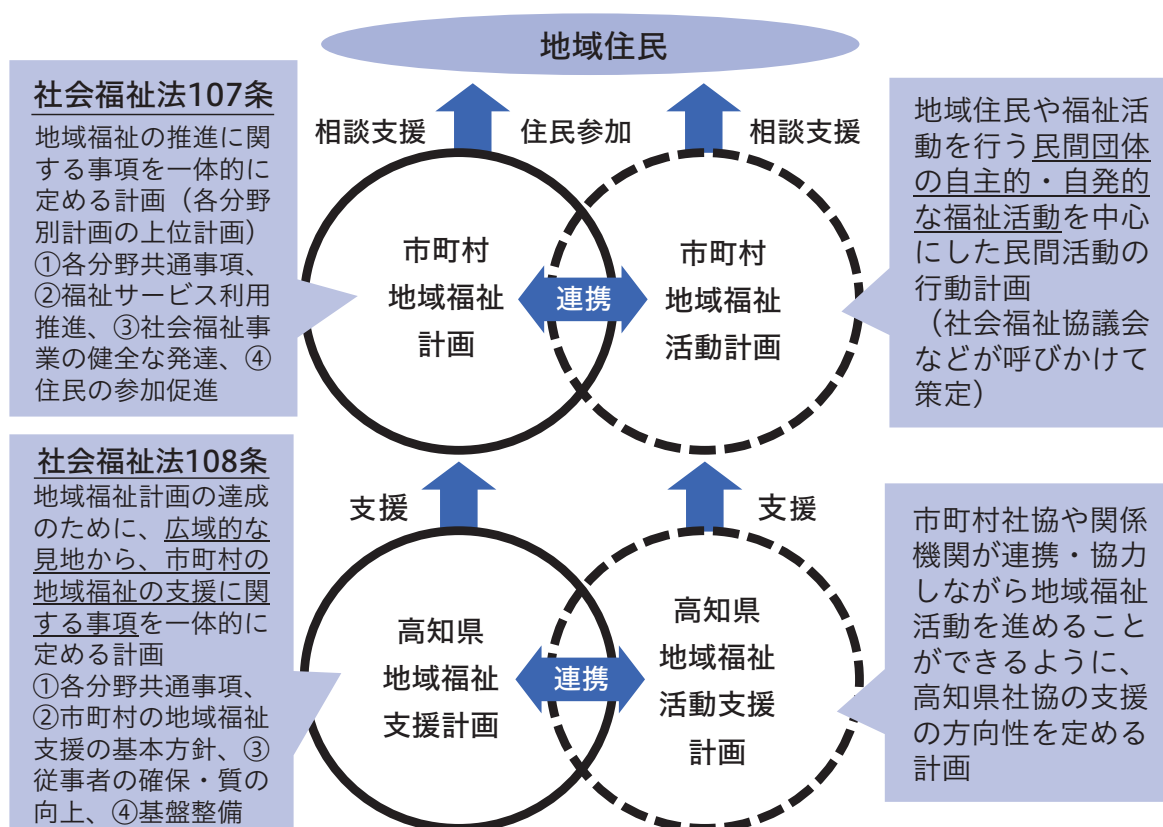 地域住民
社会福祉法107条
地域福祉の推進に関
する事項を一体的に
定める計画（各分野
別計画の上位計画）
①各分野共通事項、
②福祉サービス利用
推進、③社会福祉事
業の健全な発達、④
住民の参加促進
相談支援
住民参加
相談支援
市町村
地域福祉
計画
連携
市町村
地域福祉
活動計画
地域住民や福祉活
動を行う民間団体
の自主的・自発的
な福祉活動を中心
にした民間活動の
行動計画
（社会福祉協議会
などが呼びかけて
策定）
社会福祉法108条
地域福祉計画の達成
のために、広域的な
見地から、市町村の
地域福祉の支援に関
する事項を一体的に
定める計画
①各分野共通事項、
②市町村の地域福祉
支援の基本方針、③
従事者の確保・質の
向上、④基盤整備
支援
支援
高知県
地域福祉
支援計画
連携
高知県
地域福祉
活動支援
計画
市町村社協や関係
機関が連携・協力
しながら地域福祉
活動を進めること
ができるように、
高知県社協の支援
の方向性を定める
計画